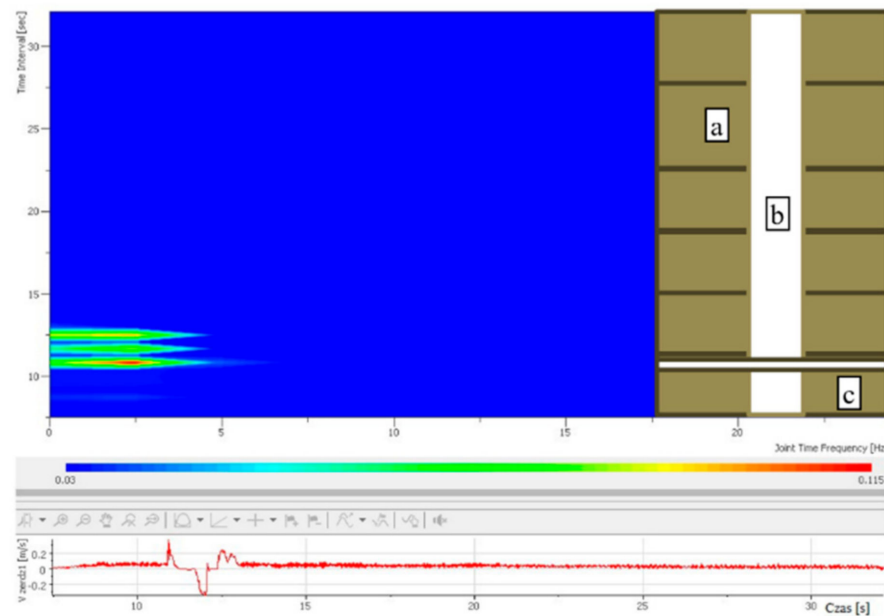 Time Interval [sec]
30
25
20
15
10
0
5
10
15
20
Joint Time Frequency [Hz
a
b
c
0.03
0.115
V zerdz1 [m/s]
0.2
0
-0.2
10
15
20
25
30
Czas [s]